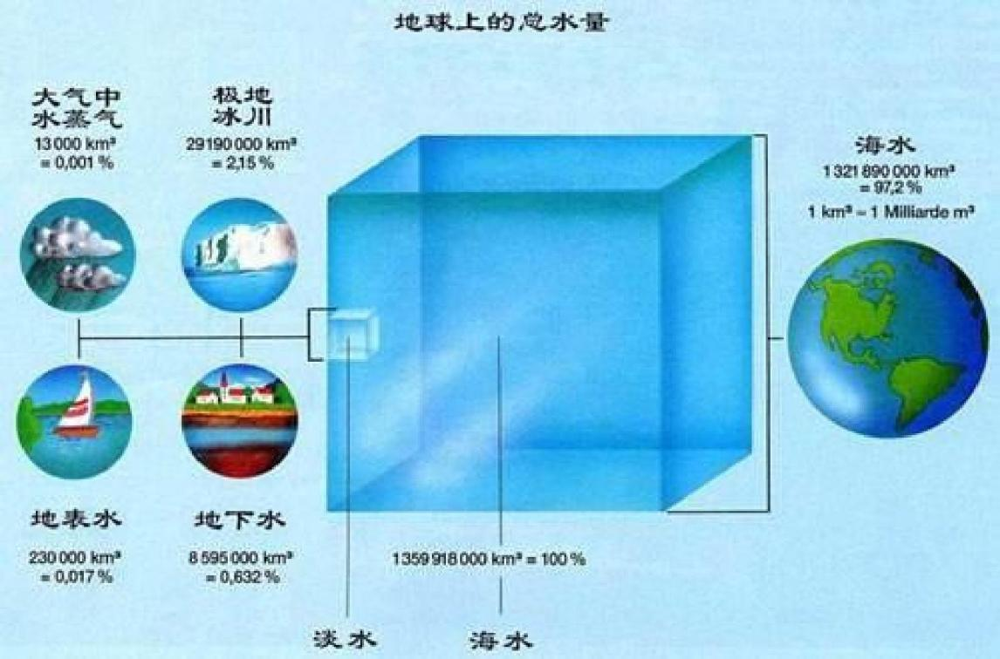 地球上的总水量
大气中
水蒸气
13 000 km³
= 0,001 %
极地
冰川
29 190 000 km³
= 2,15 %
海水
1 321 890 000 km³
= 97,2 %
1 km³ = 1 Milliarde m³
地表水
230 000 km³
= 0,017 %
地下水
8 595 000 km³
= 0,632 %
1 359 918 000 km³ = 100 %
淡水
海水